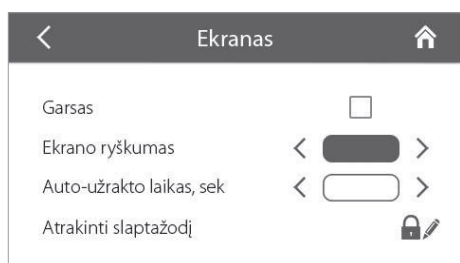 Ekranas
Garsas
Ekrano ryškumas
Auto-užrakto laikas, sek
Atrakinti slaptažodį